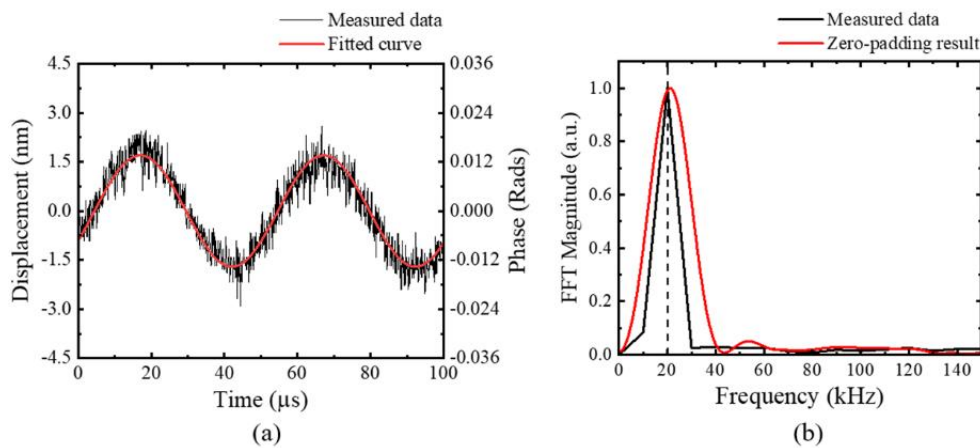 Measured data
Fitted curve
4.5
3.0
1.5
0.0
-1.5
-3.0
-4.5
Displacement (nm)
0.036
0.024
0.012
0.000
-0.012
-0.024
-0.036
Phase (Rads)
0 20 40 60 80 100
Time (µs)
(a)
Measured data
Zero-padding result
1.0
0.8
0.6
0.4
0.2
0.0
FFT Magnitude (a.u.)
0 20 40 60 80 100 120 140
Frequency (kHz)
(b)